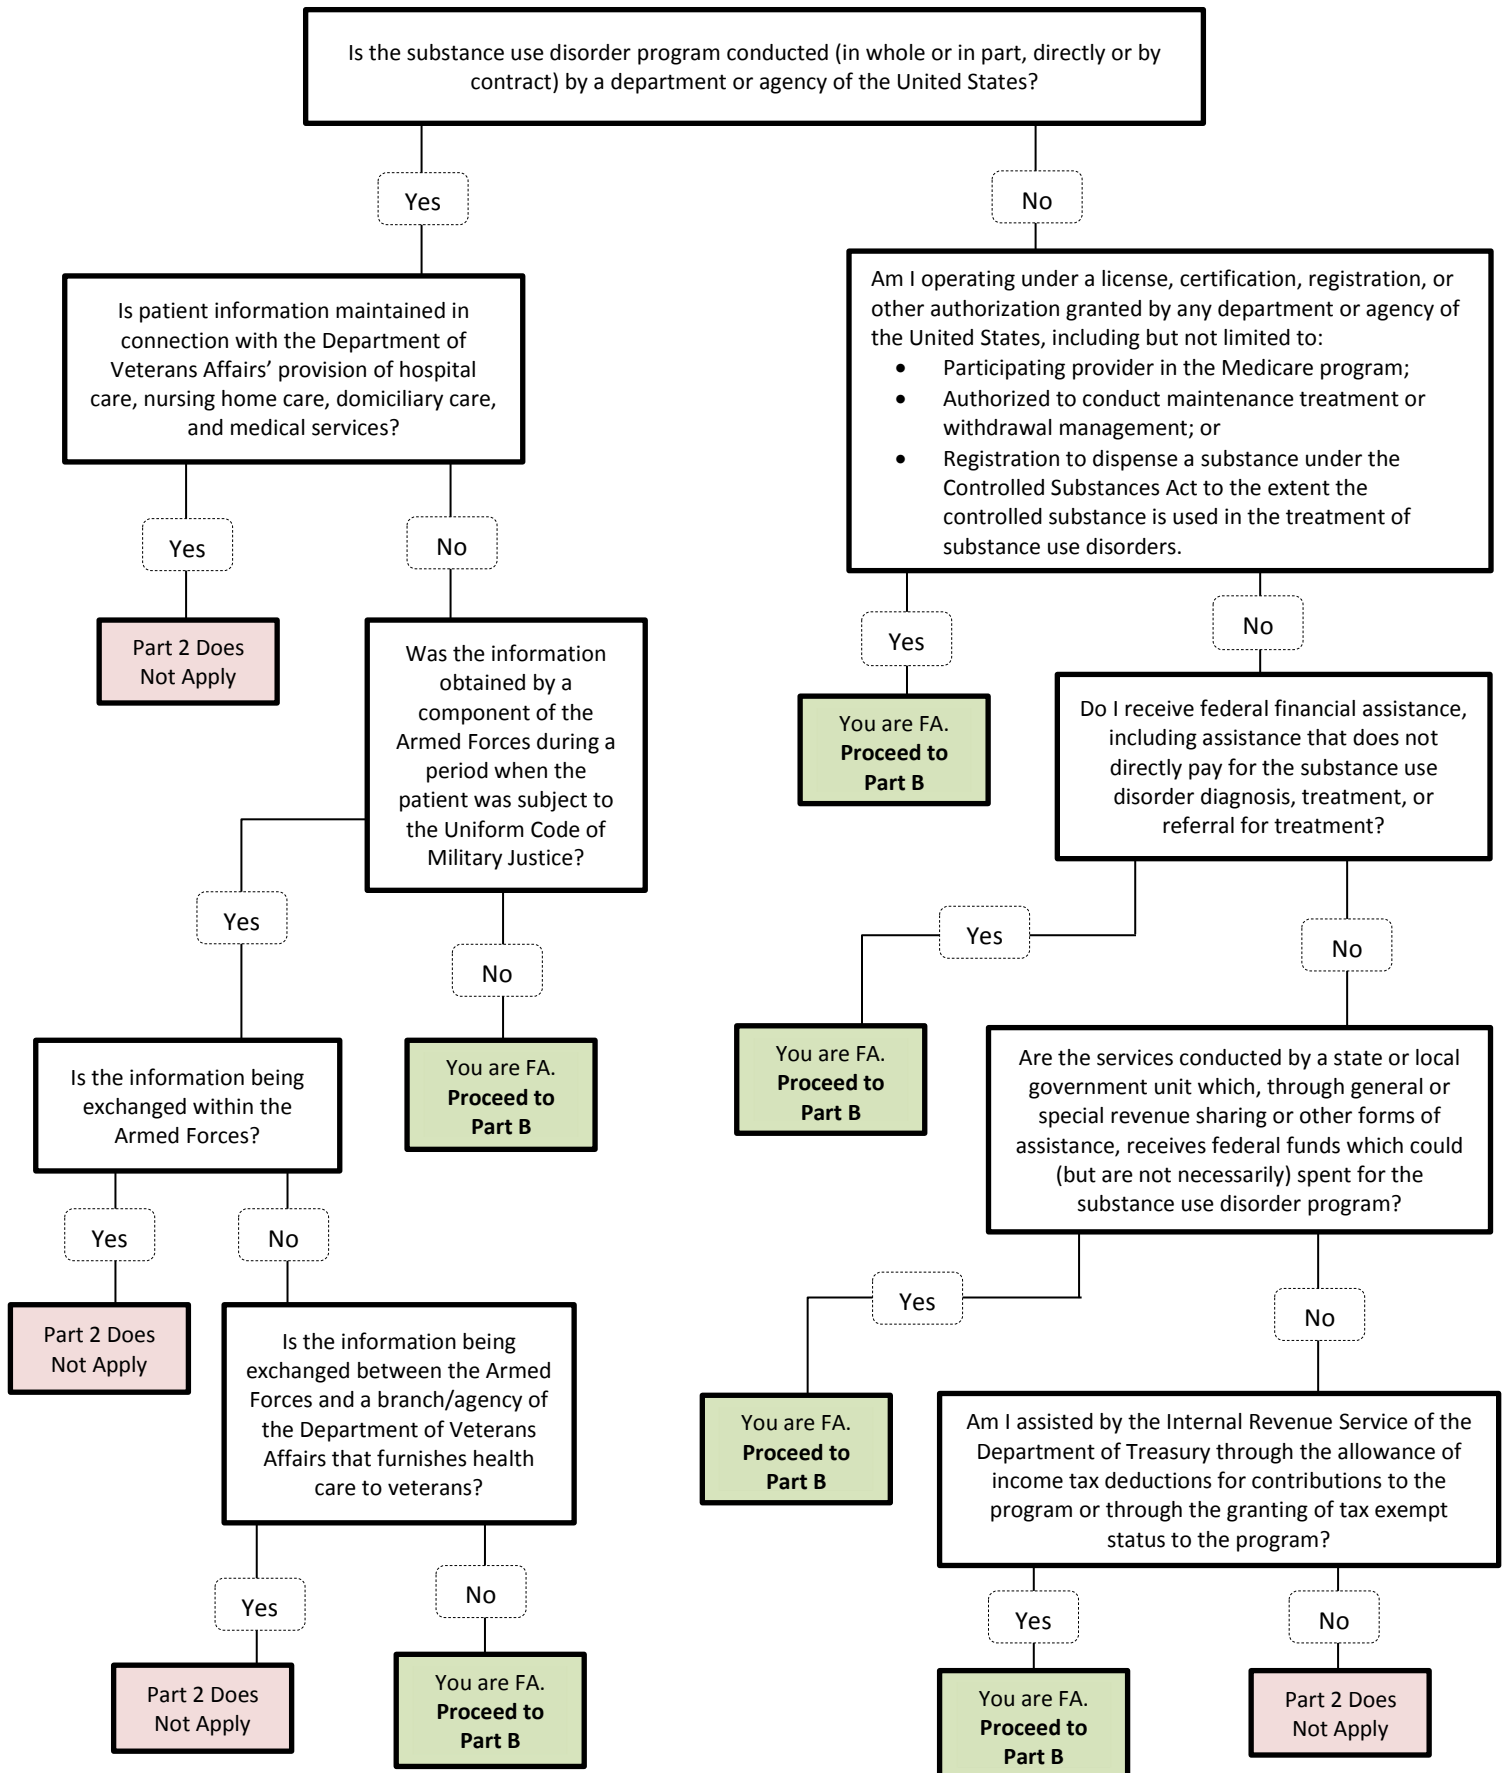 Is the substance use disorder program conducted (in whole or in part, directly or by
contract) by a department or agency of the United States?
Yes
No
Is patient information maintained in
connection with the Department of
Veterans Affairs’ provision of hospital
care, nursing home care, domiciliary care,
and medical services?
Am I operating under a license, certification, registration, or
other authorization granted by any department or agency of
the United States, including but not limited to:
• Participating provider in the Medicare program;
• Authorized to conduct maintenance treatment or
withdrawal management; or
• Registration to dispense a substance under the
Controlled Substances Act to the extent the
controlled substance is used in the treatment of
substance use disorders.
Yes
No
Yes
No
Part 2 Does
Not Apply
Was the information
obtained by a
component of the
Armed Forces during a
period when the
patient was subject to
the Uniform Code of
Military Justice?
You are FA.
Proceed to
Part B
Do I receive federal financial assistance,
including assistance that does not
directly pay for the substance use
disorder diagnosis, treatment, or
referral for treatment?
Yes
No
Yes
No
Is the information being
exchanged within the
Armed Forces?
You are FA.
Proceed to
Part B
You are FA.
Proceed to
Part B
Are the services conducted by a state or local
government unit which, through general or
special revenue sharing or other forms of
assistance, receives federal funds which could
(but are not necessarily) spent for the
substance use disorder program?
Yes
No
Yes
No
Part 2 Does
Not Apply
Is the information being
exchanged between the Armed
Forces and a branch/agency of
the Department of Veterans
Affairs that furnishes health
care to veterans?
You are FA.
Proceed to
Part B
Am I assisted by the Internal Revenue Service of the
Department of Treasury through the allowance of
income tax deductions for contributions to the
program or through the granting of tax exempt
status to the program?
Yes
No
Yes
No
Part 2 Does
Not Apply
You are FA.
Proceed to
Part B
You are FA.
Proceed to
Part B
Part 2 Does
Not Apply